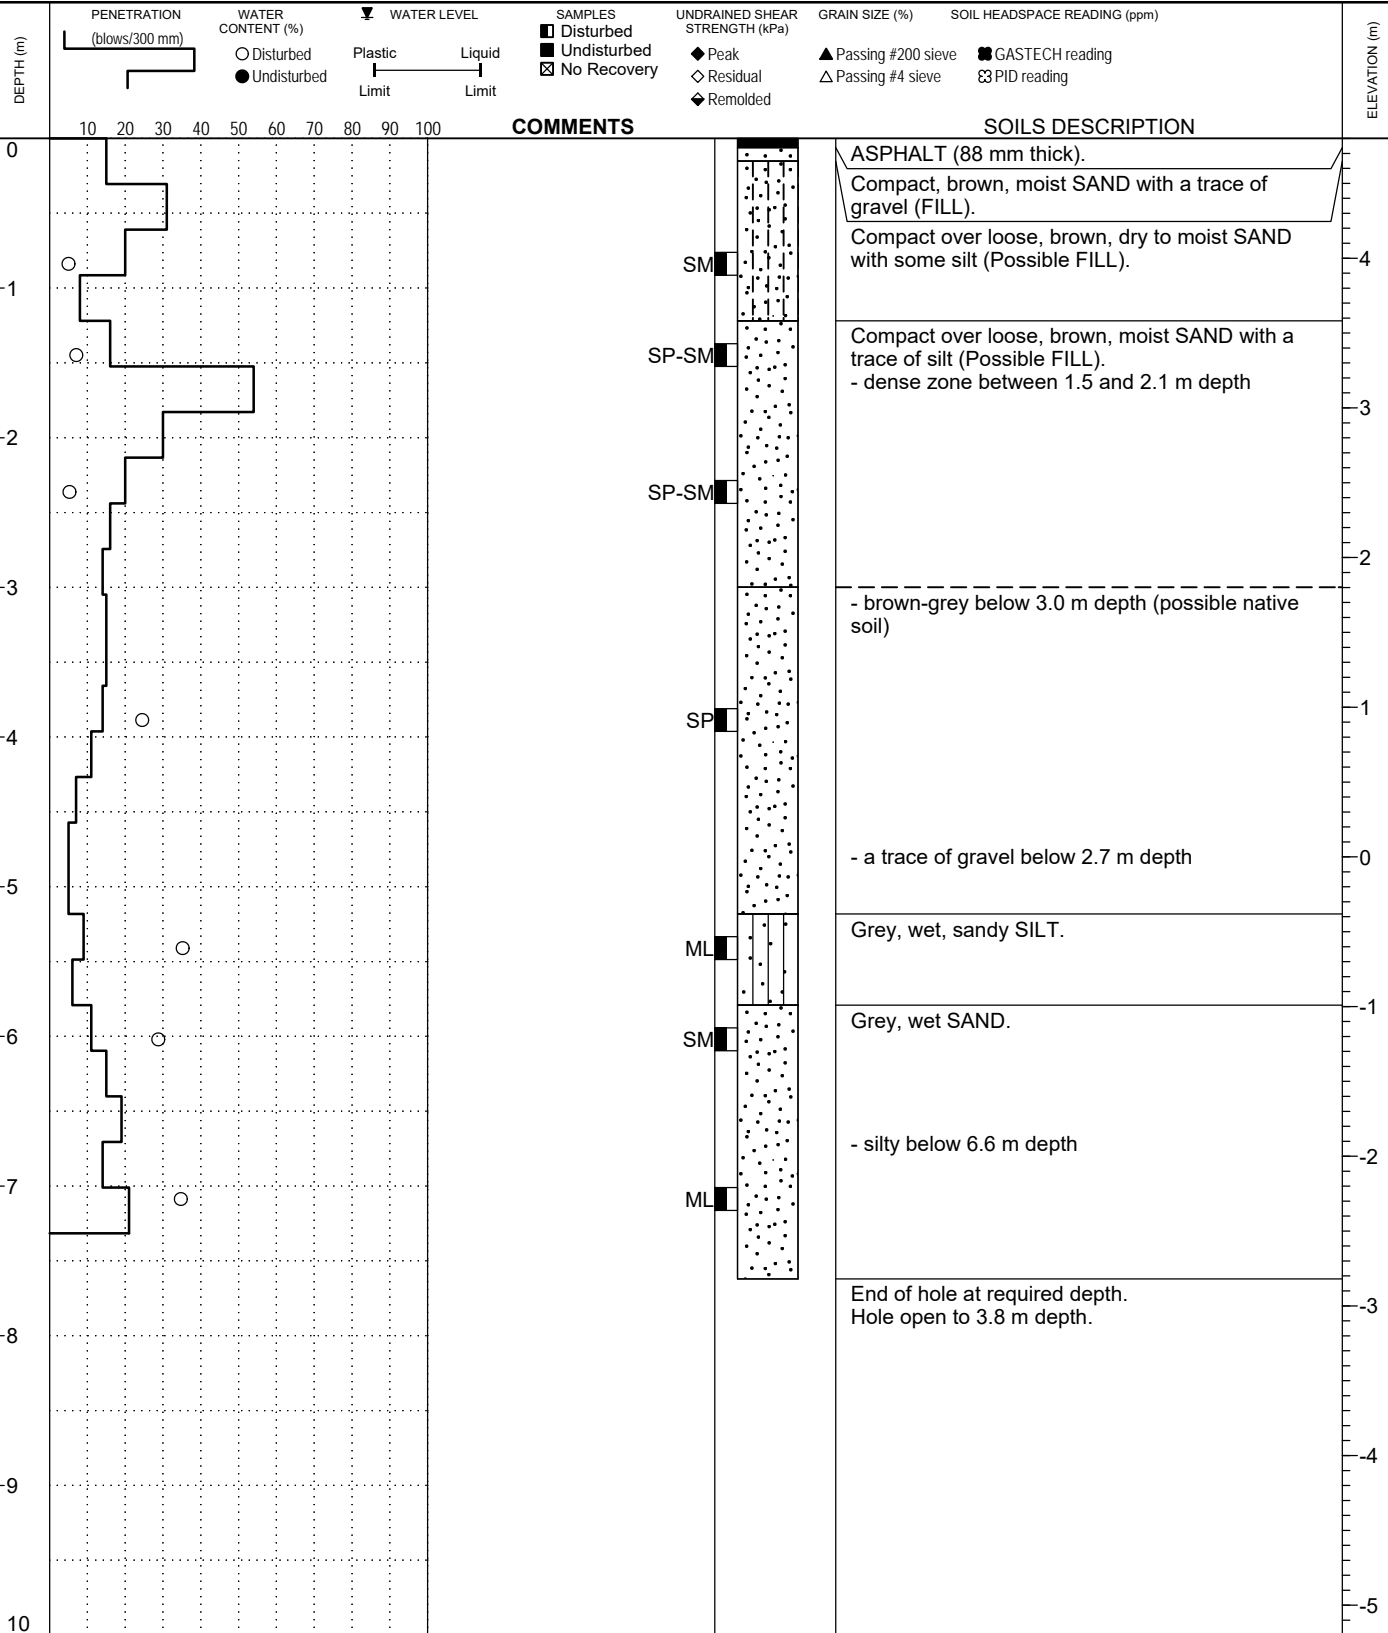 PENETRATION
(blows/300 mm)
WATER
CONTENT (%)
Disturbed
Undisturbed
WATER LEVEL
Plastic Liquid
Limit Limit
SAMPLES
Disturbed
Undisturbed
No Recovery
UNDRAINED SHEAR
STRENGTH (kPa)
Peak
Residual
Remolded
GRAIN SIZE (%)
Passing #200 sieve
Passing #4 sieve
SOIL HEADSPACE READING (ppm)
GASTECH reading
PID reading
DEPTH (m)
ELEVATION (m)
10 20 30 40 50 60 70 80 90 100
COMMENTS
SOILS DESCRIPTION
0
ASPHALT (88 mm thick).
Compact, brown, moist SAND with a trace of
gravel (FILL).
Compact over loose, brown, dry to moist SAND
with some silt (Possible FILL).
SM
4
1
Compact over loose, brown, moist SAND with a
trace of silt (Possible FILL).
- dense zone between 1.5 and 2.1 m depth
SP-SM
3
2
SP-SM
2
3
- brown-grey below 3.0 m depth (possible native
soil)
SP
1
4
- a trace of gravel below 2.7 m depth
0
5
Grey, wet, sandy SILT.
ML
-1
Grey, wet SAND.
6
SM
- silty below 6.6 m depth
-2
7
ML
End of hole at required depth.
Hole open to 3.8 m depth.
-3
8
-4
9
-5
10